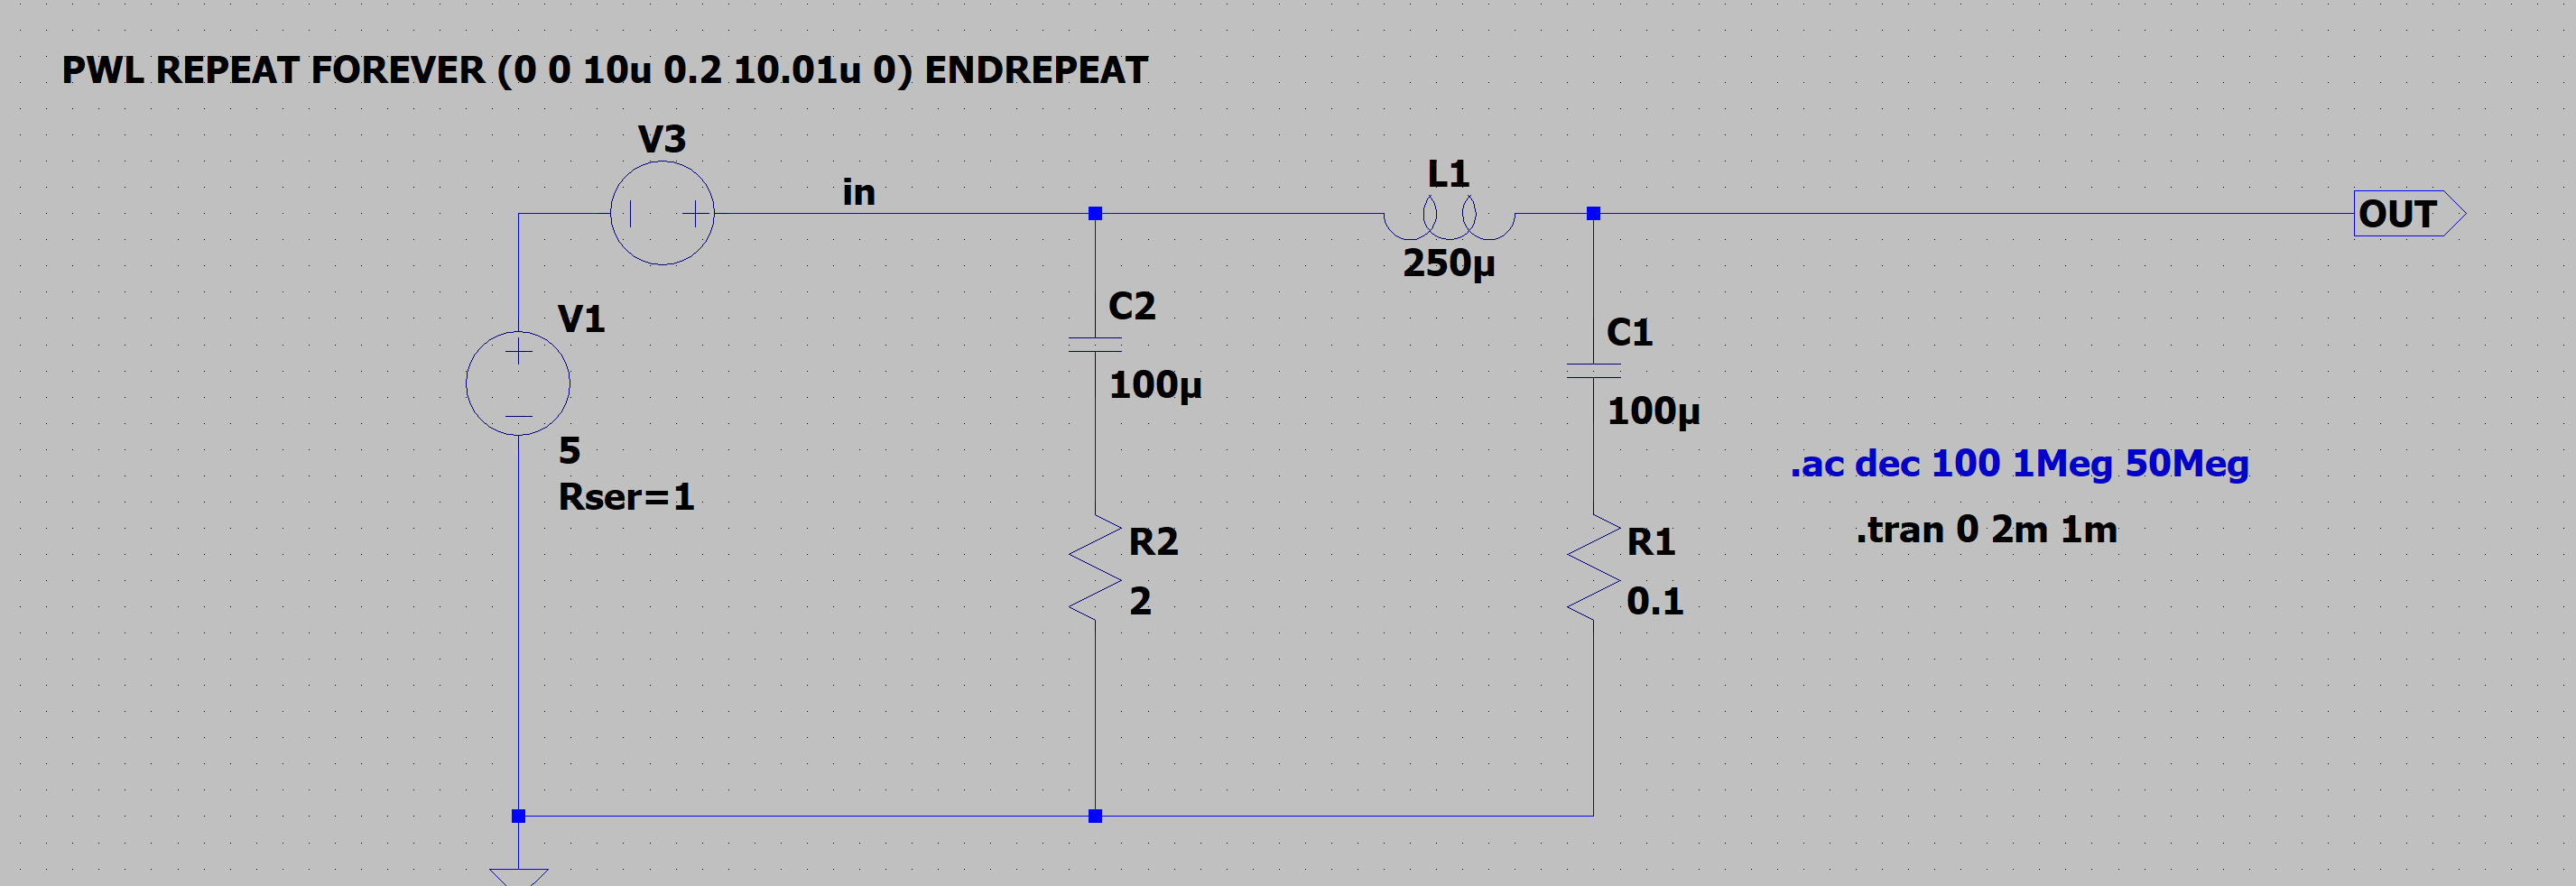 PWL REPEAT FOREVER (0 0 10u 0.2 10.01u 0) ENDREPEAT
V3
in
L1
250µ
OUT
V1
5
Rser=1
C2
100µ
C1
100µ
R2
2
R1
0.1
.ac dec 100 1Meg 50Meg
.tran 0 2m 1m